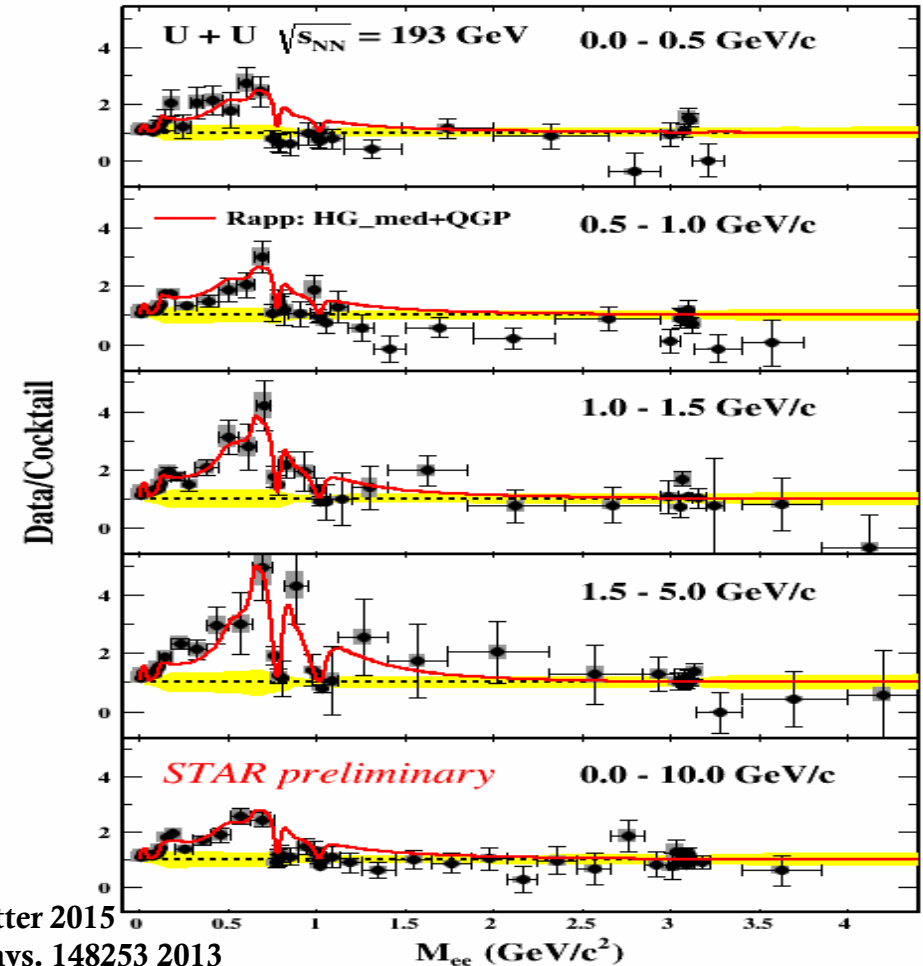 U + U √sNN = 193 GeV 0.0 - 0.5 GeV/c
4
2
0
Rapp: HG_med+QGP 0.5 - 1.0 GeV/c
4
2
0
1.0 - 1.5 GeV/c
4
2
0
1.5 - 5.0 GeV/c
4
2
0
STAR preliminary 0.0 - 10.0 GeV/c
4
2
0
Data/Cocktail
0 0.5 1 1.5 2 2.5 3 3.5 4
Mee (GeV/c²)
tter 2015
148253 2013